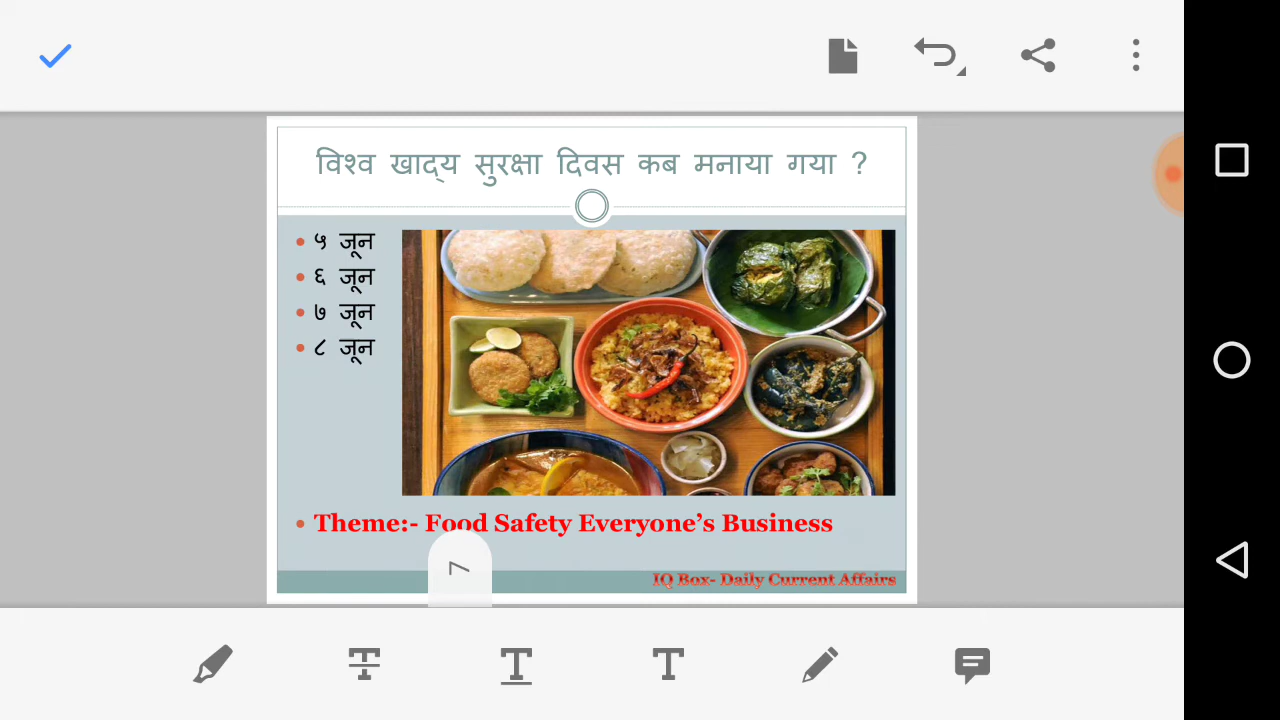 विश्व खाद्य सुरक्षा दिवस कब मनाया गया ?
५ जून
६ जून
७ जून
८ जून
Theme:- Food Safety Everyone’s Business
7
IQ Box- Daily Current Affairs